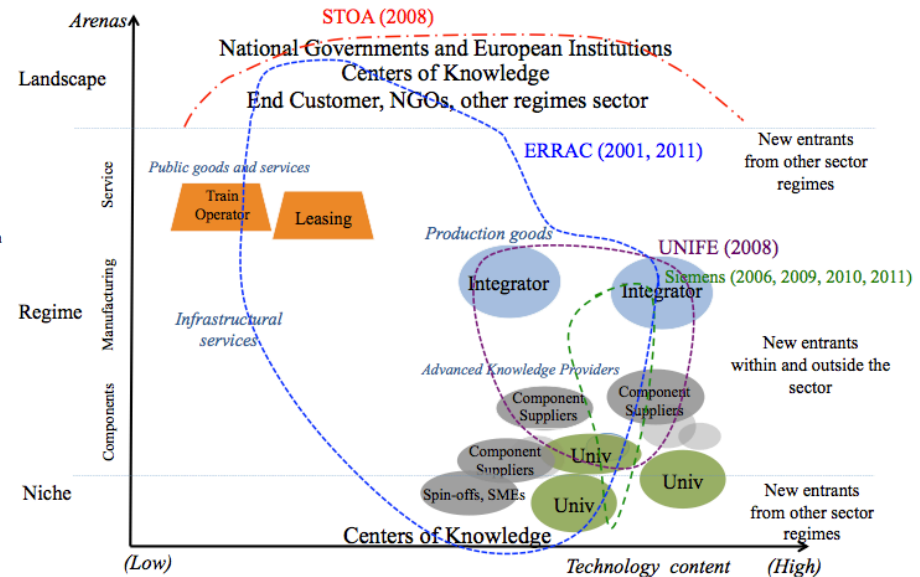 Arenas
STOA (2008)
Landscape
National Governments and European Institutions
Centers of Knowledge
End Customer, NGOs, other regimes sector
New entrants
from other sector
regimes
ERRAC (2001, 2011)
Service
Public goods and services
Train
Operator
Leasing
Production goods
UNIFE (2008)
Siemens (2006, 2009, 2010, 2011)
Integrator
Integrator
Regime
Manufacturing
Infrastructural
services
New entrants
within and outside the
sector
Advanced Knowledge Providers
Components
Component
Suppliers
Component
Suppliers
Univ
Component
Suppliers
Niche
Spin-offs, SMEs
Univ
Univ
New entrants
from other sector
regimes
Centers of Knowledge
(Low)
Technology content
(High)